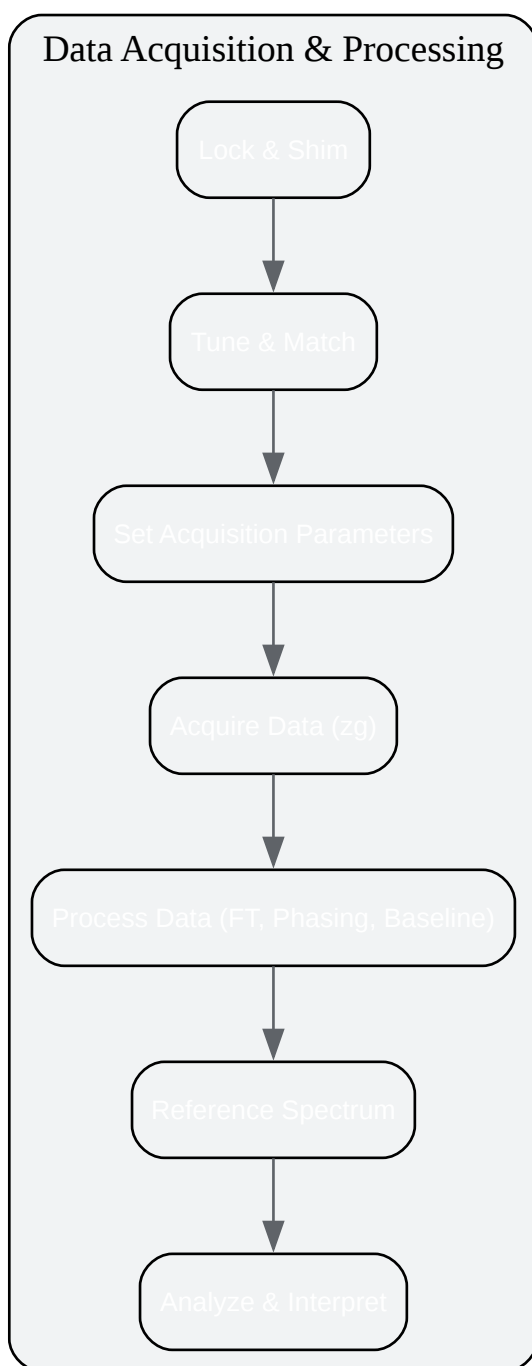 Data Acquisition & Processing
Lock & Shim
Tune & Match
Set Acquisition Parameters
Acquire Data (zg)
Process Data (FT, Phasing, Baseline)
Reference Spectrum
Analyze & Interpret